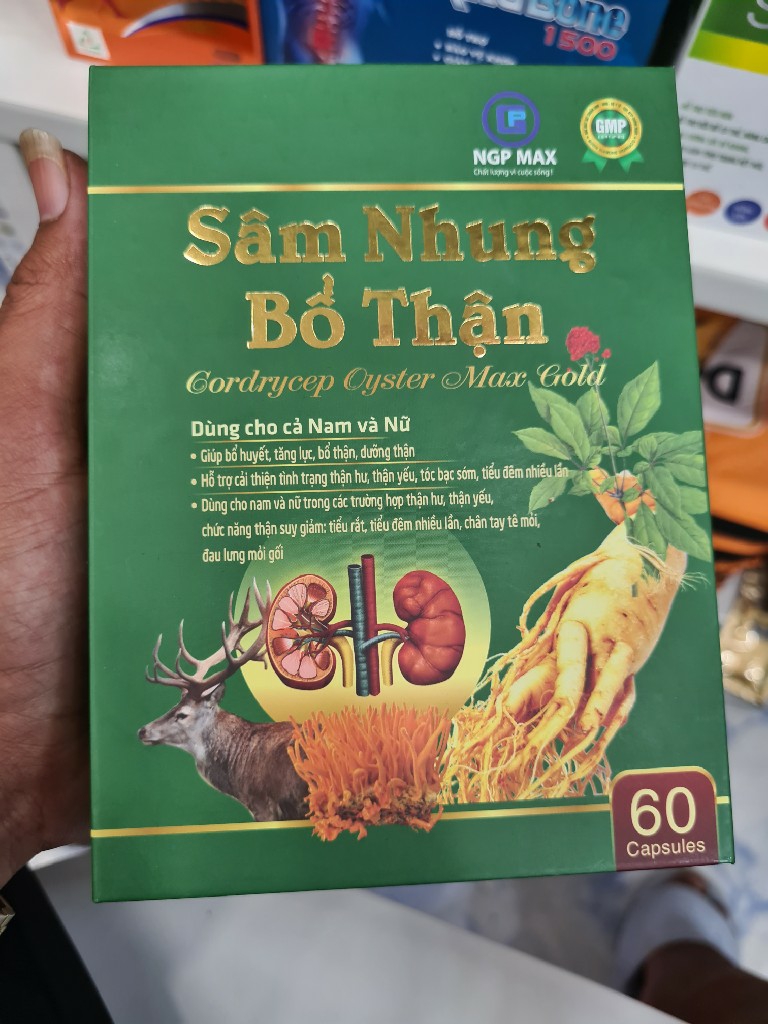 Bone
1500
HỖ TRỢ
NGP MAX
Chất lượng vì cuộc sống!
GMP
Sâm Nhung
Bổ Thận
Cordrycep Oyster Max Gold
Dùng cho cả Nam và Nữ
• Giúp bổ huyết, tăng lực, bổ thận, dưỡng thận
• Hỗ trợ cải thiện tình trạng thận hư, thận yếu, tóc bạc sớm, tiểu đêm nhiều lần
• Dùng cho nam và nữ trong các trường hợp thận hư, thận yếu,
chức năng thận suy giảm: tiểu rắt, tiểu đêm nhiều lần, chân tay tê mỏi,
đau lưng mỏi gối
60
Capsules